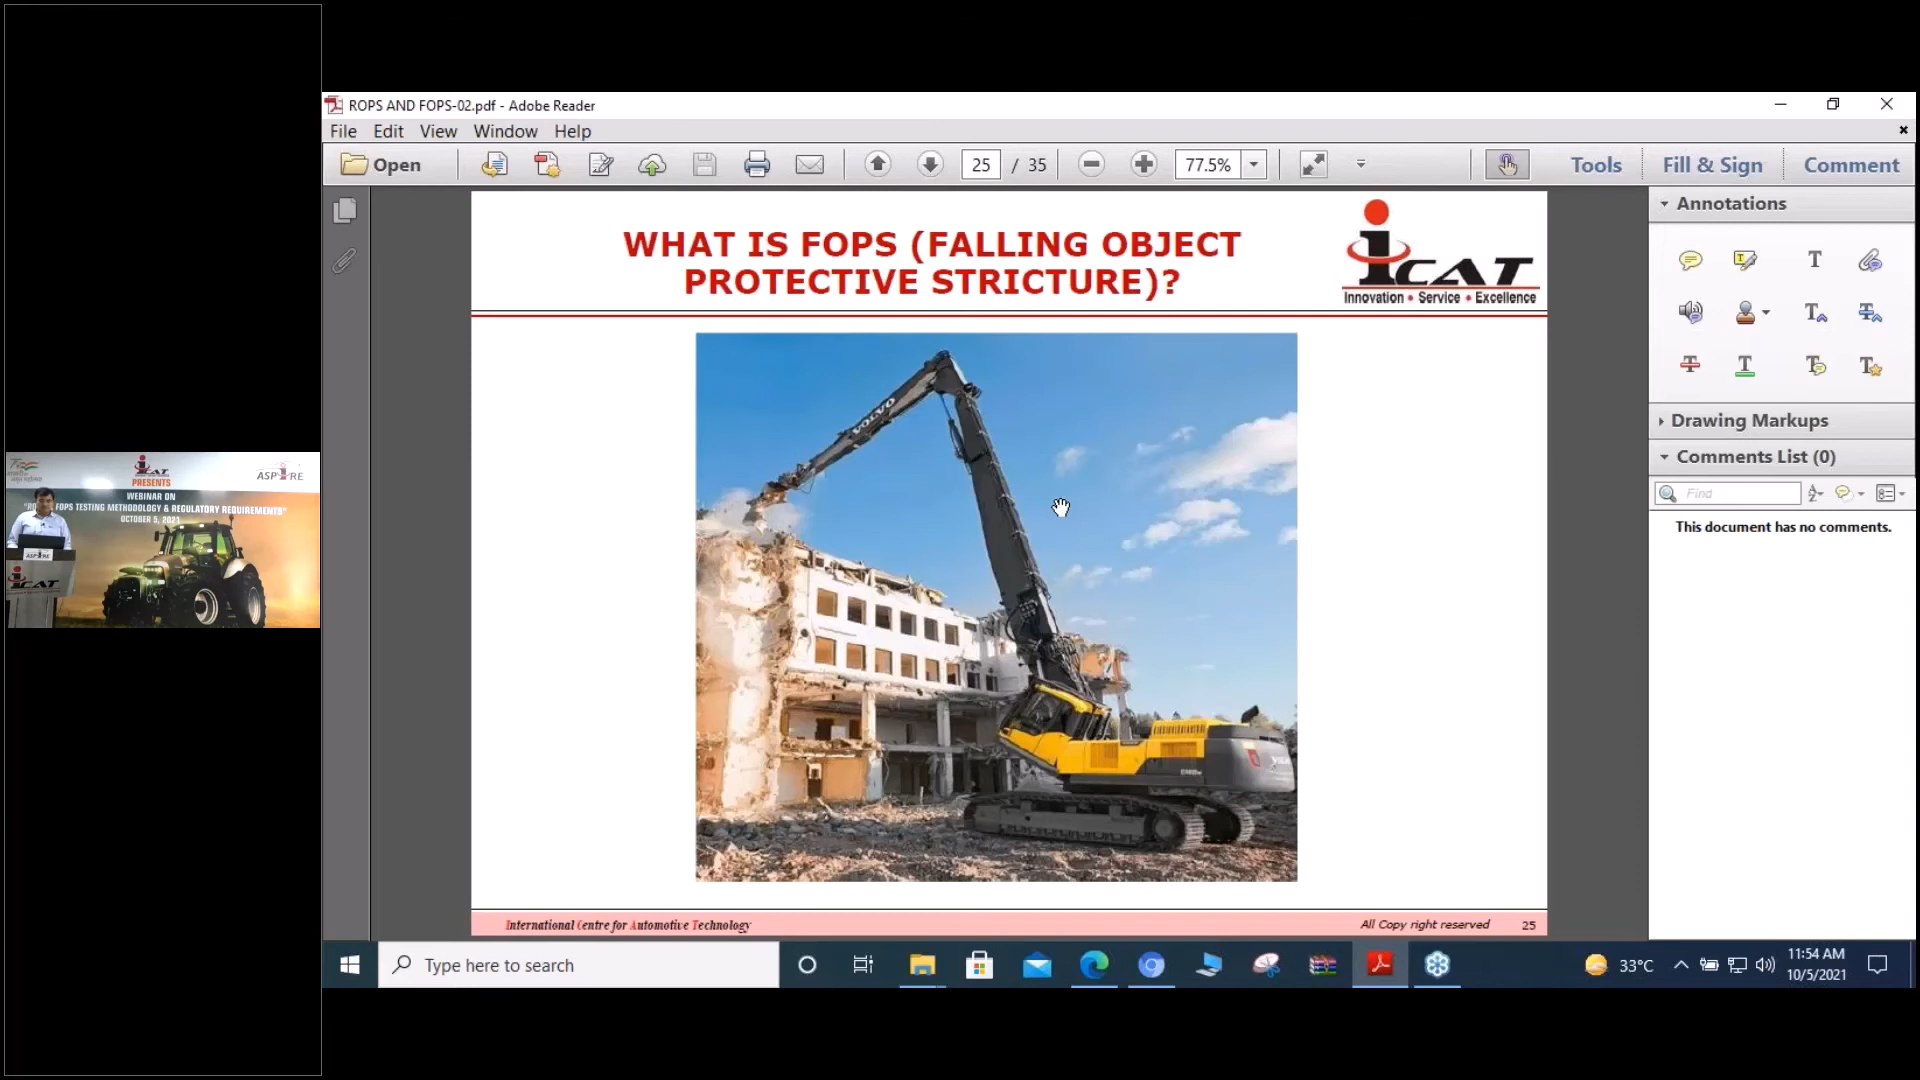 ROPS AND FOPS-02.pdf - Adobe Reader
File Edit View Window Help
Open
25 / 35
77.5%
Tools
Fill & Sign
Comment
WHAT IS FOPS (FALLING OBJECT
PROTECTIVE STRICTURE)?
iCAT
Innovation • Service • Excellence
VOLVO
International Centre for Automotive Technology
All Copy right reserved
25
Annotations
Drawing Markups
Comments List (0)
Find
This document has no comments.
iCAT
PRESENTS
ASPIRE
WEBINAR ON
FOPS TESTING METHODOLOGY & REGULATORY REQUIREMENTS"
OCTOBER 5, 2021
ASPIRE
iCAT
Type here to search
33°C
11:54 AM
10/5/2021